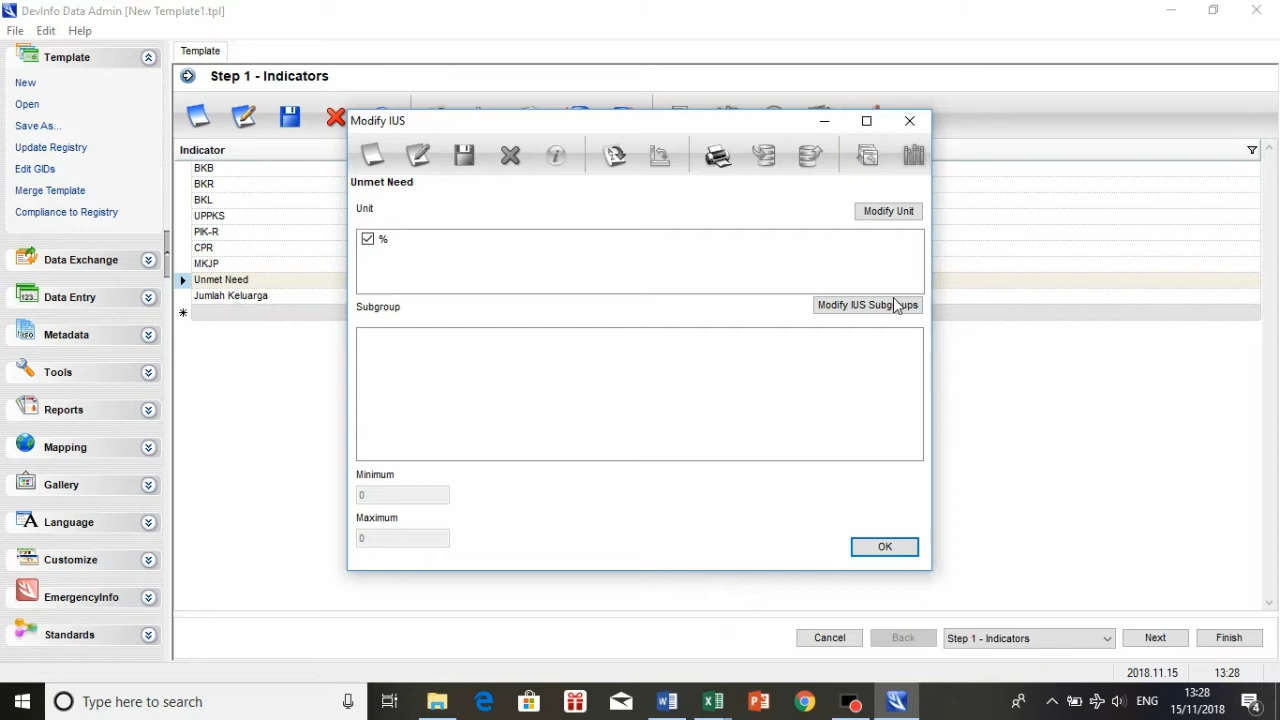 DevInfo Data Admin [New Template1.tpl]
File Edit Help
Template
New
Open
Save As...
Update Registry
Edit GIDs
Merge Template
Compliance to Registry
Data Exchange
Data Entry
Metadata
Tools
Reports
Mapping
Gallery
Language
Customize
EmergencyInfo
Standards
Template
Step 1 - Indicators
Indicator
BKB
BKR
BKL
UPPKS
PIK-R
CPR
MKJP
Unmet Need
Jumlah Keluarga
Modify IUS
Unmet Need
Unit
Modify Unit
%
Subgroup
Modify IUS Subgroups
Minimum
0
Maximum
0
OK
Cancel Back Step 1 - Indicators Next Finish
2018.11.15 13:28
Type here to search
ENG
13:28
15/11/2018
4